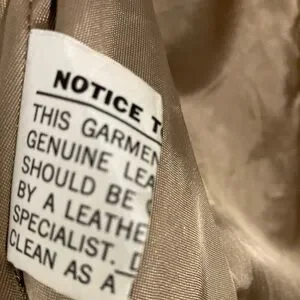 NOTICE T
THIS GARMEN
GENUINE LEA
SHOULD BE
BY A LEATHE
SPECIALIST. D
CLEAN AS A